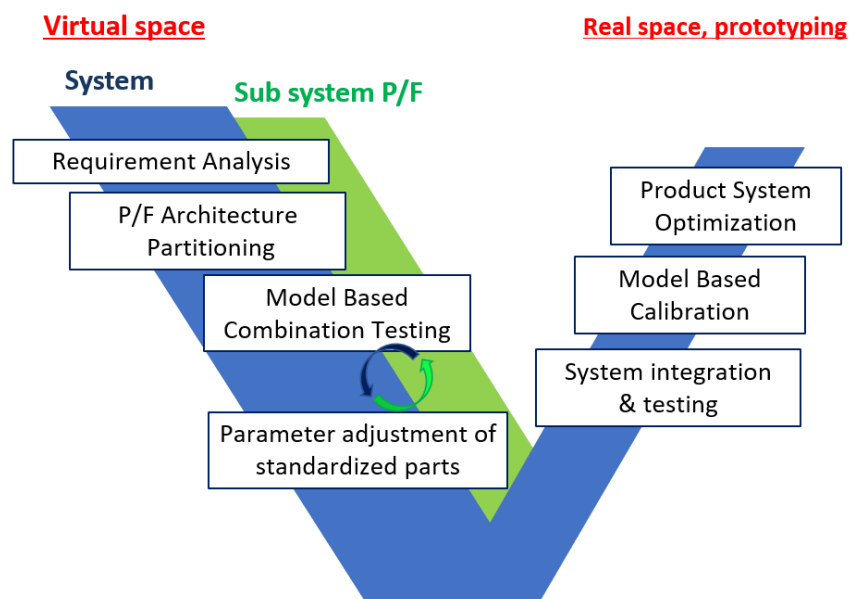 Virtual space
Real space, prototyping
System
Sub system P/F
Requirement Analysis
P/F Architecture
Partitioning
Model Based
Combination Testing
Parameter adjustment of
standardized parts
Product System
Optimization
Model Based
Calibration
System integration
& testing